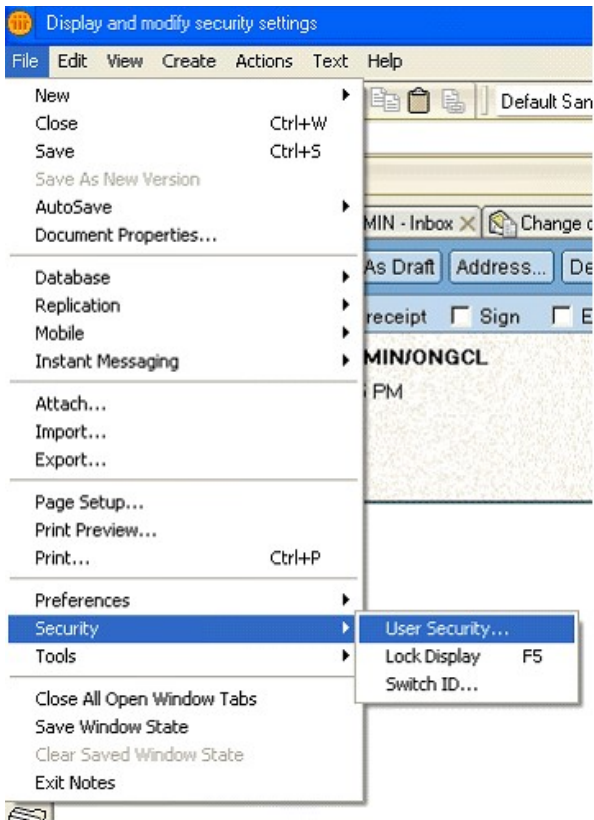 Display and modify security settings
File Edit View Create Actions Text Help
New
Close Ctrl+W
Save Ctrl+S
Save As New Version
AutoSave
Document Properties...
Database
Replication
Mobile
Instant Messaging
Attach...
Import...
Export...
Page Setup...
Print Preview...
Print... Ctrl+P
Preferences
Security
Tools
Close All Open Window Tabs
Save Window State
Clear Saved Window State
Exit Notes
User Security...
Lock Display F5
Switch ID...
Default San
MIN - Inbox Change
As Draft Address... De
receipt Sign E
MIN/ONGCL
PM